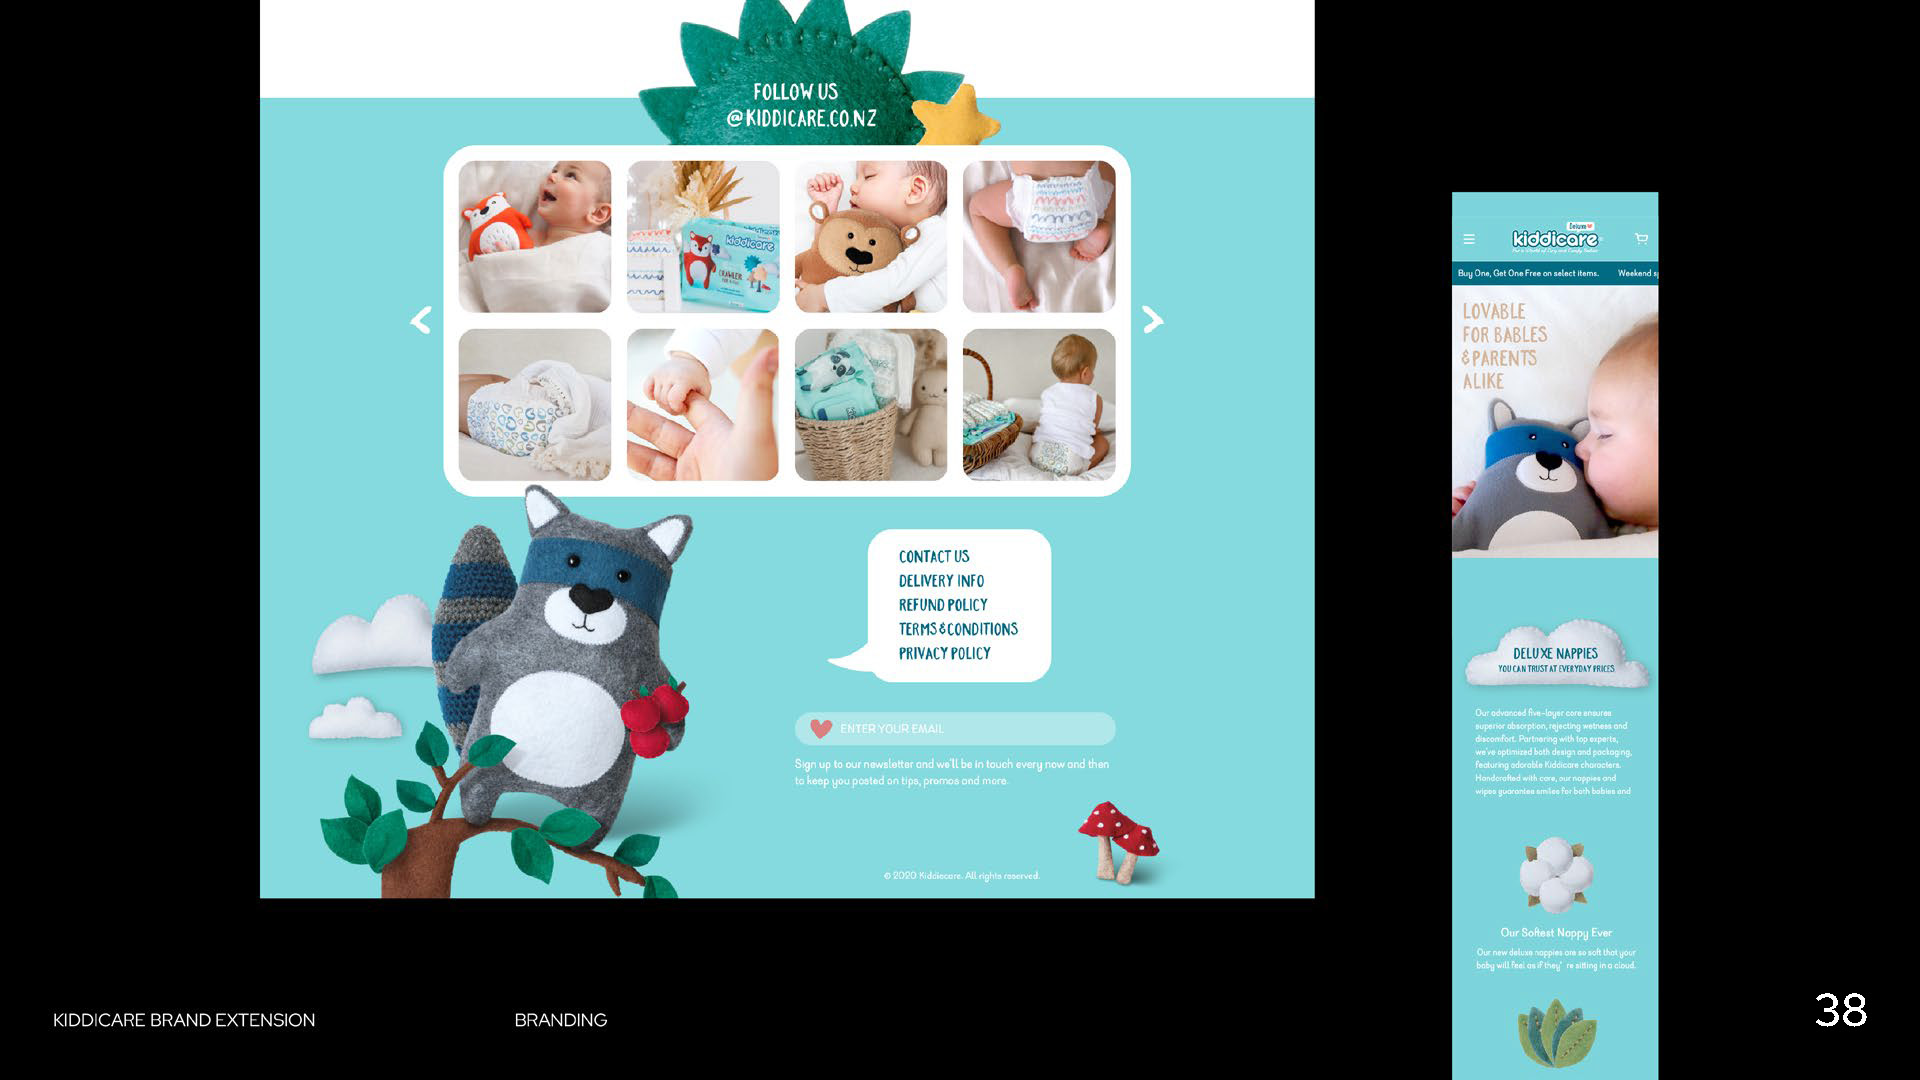 FOLLOW US
@KIDDICARE.CO.NZ
kiddicare
CRAWLER
CONTACT US
DELIVERY INFO
REFUND POLICY
TERMS & CONDITIONS
PRIVACY POLICY
ENTER YOUR EMAIL
Sign up to our newsletter and we'll be in touch every now and then
to keep you posted on tips, promos and more.
© 2020 Kiddiecare. All rights reserved.
Deluxe
kiddicare
Buy One, Get One Free on select items. Weekend s
LOVABLE
FOR BABLES
& PARENTS
ALIKE
DELUXE NAPPIES
YOU CAN TRUST AT EVERYDAY PRICES
Our advanced five-layer core ensures
superior absorption, rejecting wetness and
discomfort. Partnering with top experts,
we've optimized both design and packaging,
featuring adorable Kiddicare characters.
Handcrafted with care, our nappies and
wipes guarantee smiles for both babies and
Our Softest Nappy Ever
Our new deluxe nappies are so soft that your
baby will feel as if they' re sitting in a cloud.
KIDDICARE BRAND EXTENSION
BRANDING
38